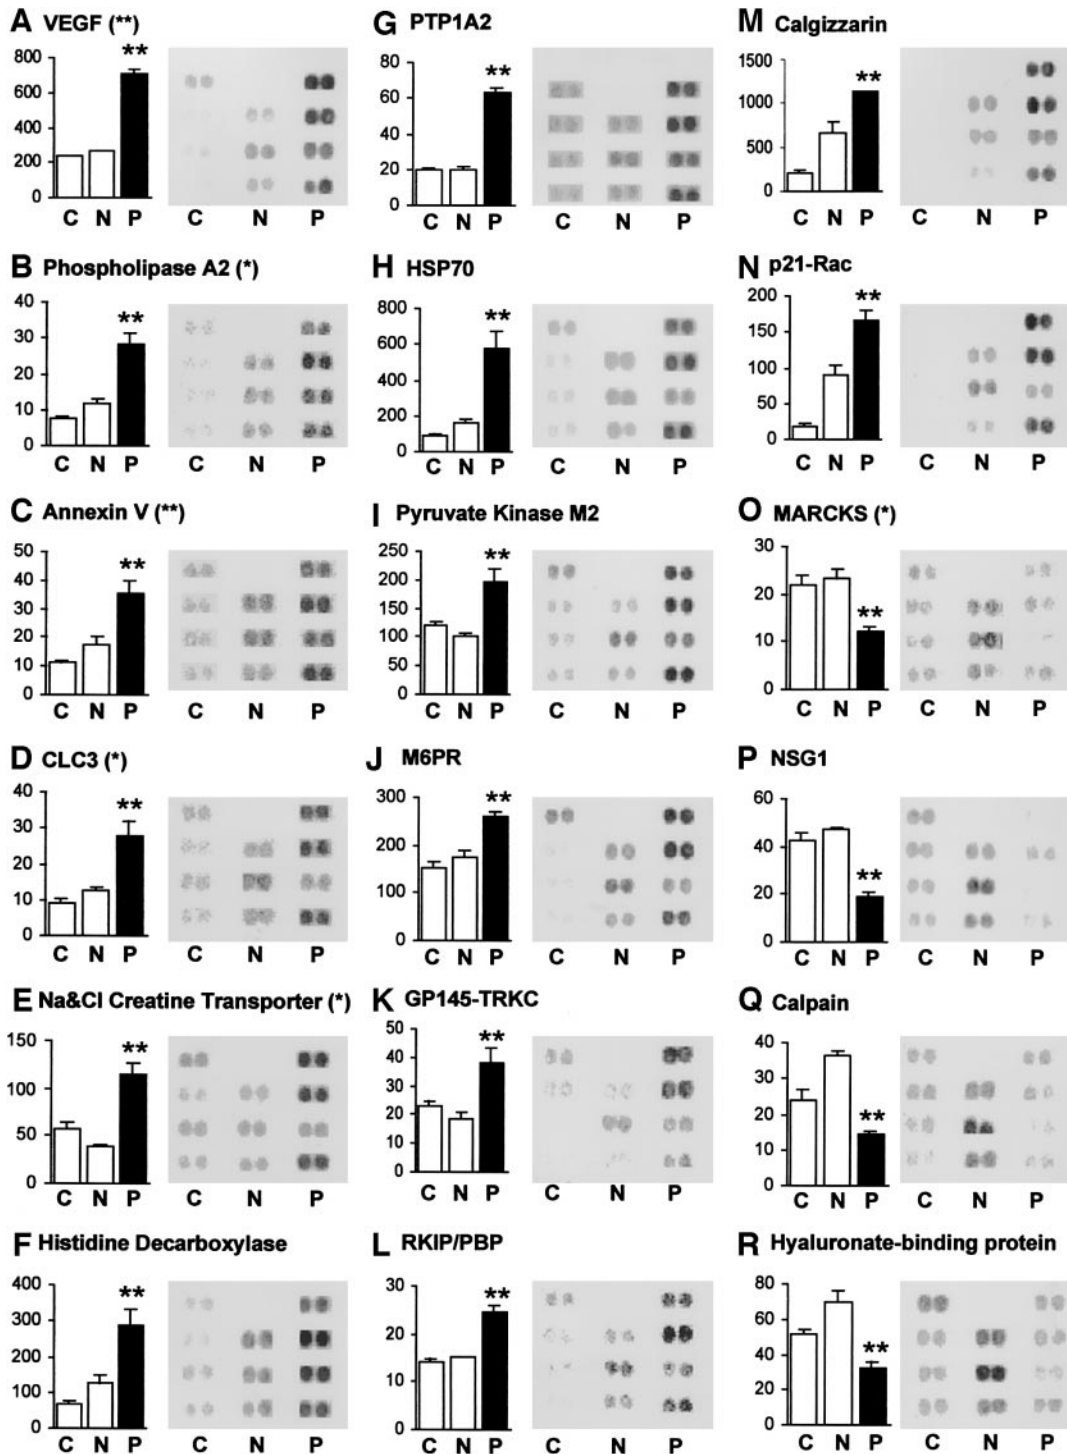 A VEGF (**)
800
600
400
200
0
**
C N P
C N P
B Phospholipase A2 (*)
40
30
20
10
0
**
C N P
C N P
C Annexin V (**)
50
40
30
20
10
0
**
C N P
C N P
D CLC3 (*)
40
30
20
10
0
**
C N P
C N P
E Na&Cl Creatine Transporter (*)
150
100
50
0
**
C N P
C N P
F Histidine Decarboxylase
400
300
200
100
0
**
C N P
C N P
G PTP1A2
80
60
40
20
0
**
C N P
C N P
H HSP70
800
600
400
200
0
**
C N P
C N P
I Pyruvate Kinase M2
250
200
150
100
50
0
**
C N P
C N P
J M6PR
300
200
100
0
**
C N P
C N P
K GP145-TRKC
50
40
30
20
10
0
**
C N P
C N P
L RKIP/PBP
30
20
10
0
**
C N P
C N P
M Calgizzarin
1500
1000
500
0
**
C N P
C N P
N p21-Rac
200
150
100
50
0
**
C N P
C N P
O MARCKS (*)
30
20
10
0
**
C N P
C N P
P NSG1
60
40
20
0
**
C N P
C N P
Q Calpain
40
30
20
10
0
**
C N P
C N P
R Hyaluronate-binding protein
80
60
40
20
0
**
C N P
C N P